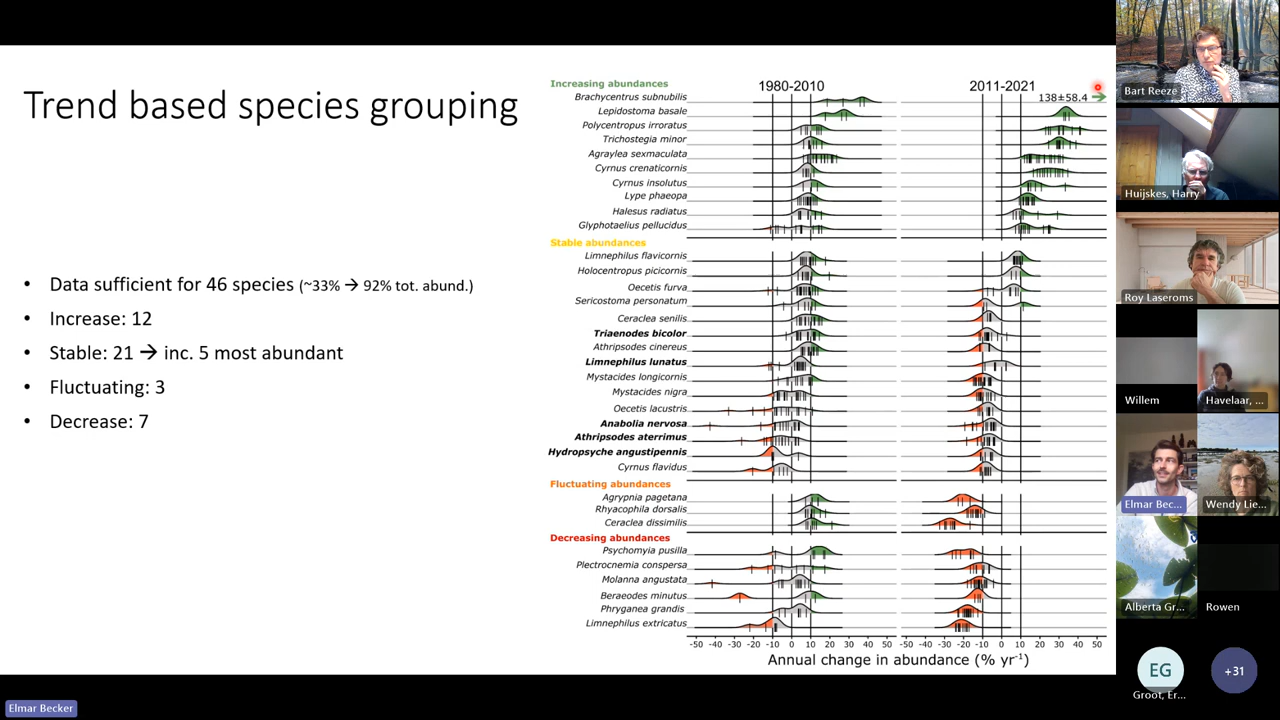 Trend based species grouping
• Data sufficient for 46 species (~33% → 92% tot. abund.)
• Increase: 12
• Stable: 21 → inc. 5 most abundant
• Fluctuating: 3
• Decrease: 7
1980-2010
2011-2021
138±58.4 →
Increasing abundances
Brachycentrus subnubilis
Lepidostoma basale
Polycentropus irroratus
Trichostegia minor
Agraylea sexmaculata
Cyrnus crenaticornis
Cyrnus insolutus
Lype phaeopa
Halesus radiatus
Glyphotaelius pellucidus
Stable abundances
Limnephilus flavicornis
Holocentropus picicornis
Oecetis furva
Sericostoma personatum
Ceraclea senilis
Triaenodes bicolor
Athripsodes cinereus
Limnephilus lunatus
Mystacides longicornis
Mystacides nigra
Oecetis lacustris
Anabolia nervosa
Athripsodes aterrimus
Hydropsyche angustipennis
Cyrnus flavidus
Fluctuating abundances
Agrypnia pagetana
Rhyacophila dorsalis
Ceraclea dissimilis
Decreasing abundances
Psychomyia pusilla
Plectrocnemia conspersa
Molanna angustata
Beraeodes minutus
Phryganea grandis
Limnephilus extricatus
-50 -40 -30 -20 -10 0 10 20 30 40 50
-50 -40 -30 -20 -10 0 10 20 30 40 50
Annual change in abundance (% yr⁻¹)
Bart Reeze
Huijskes, Harry
Roy Laseroms
Willem
Havelaar, ...
Elmar Bec...
Wendy Lie...
Alberta Gr...
Rowen
EG
Groot, Er...
+31
Elmar Becker